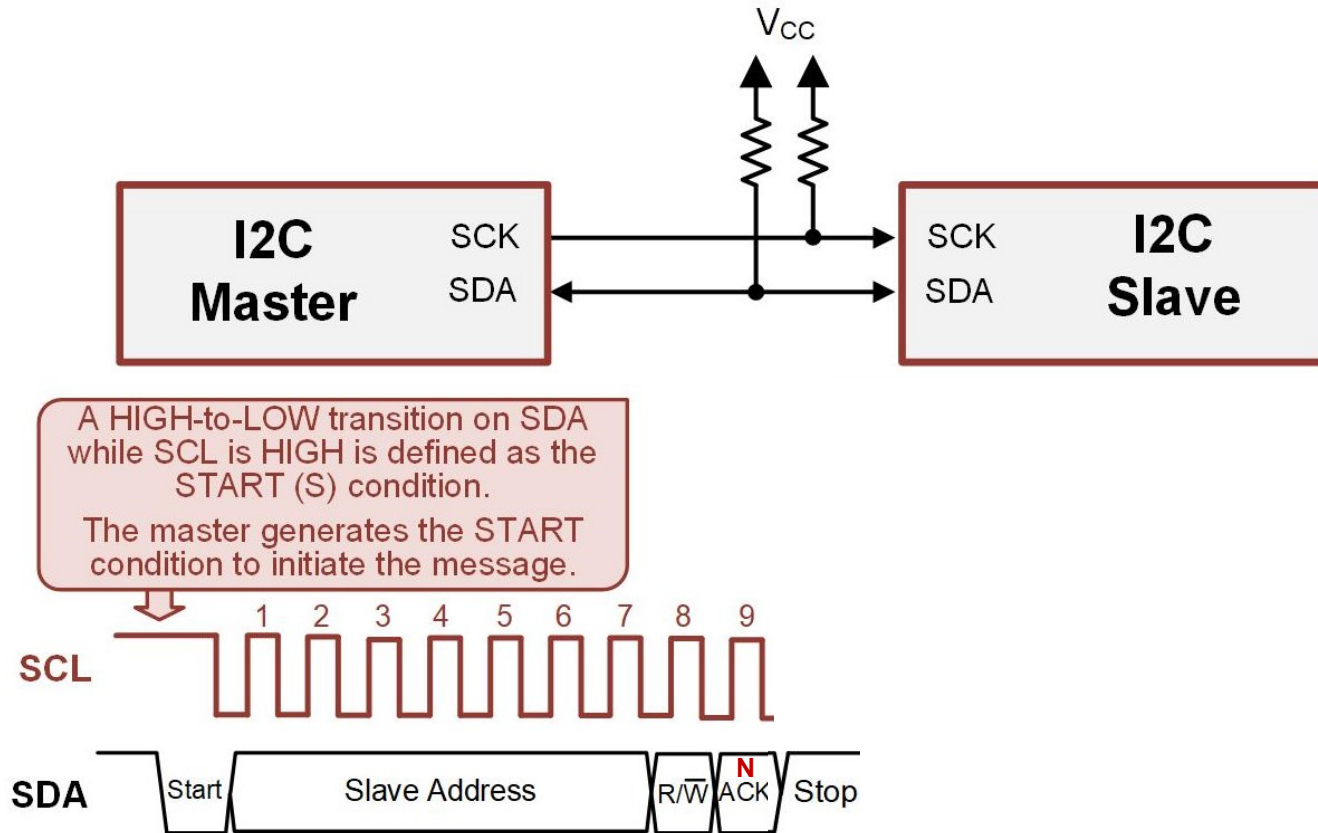 VCC
I2C
Master
SCK
SDA
SCK
SDA
I2C
Slave
A HIGH-to-LOW transition on SDA
while SCL is HIGH is defined as the
START (S) condition.
The master generates the START
condition to initiate the message.
1 2 3 4 5 6 7 8 9
SCL
N
SDA Start Slave Address R/W̅ ACK Stop